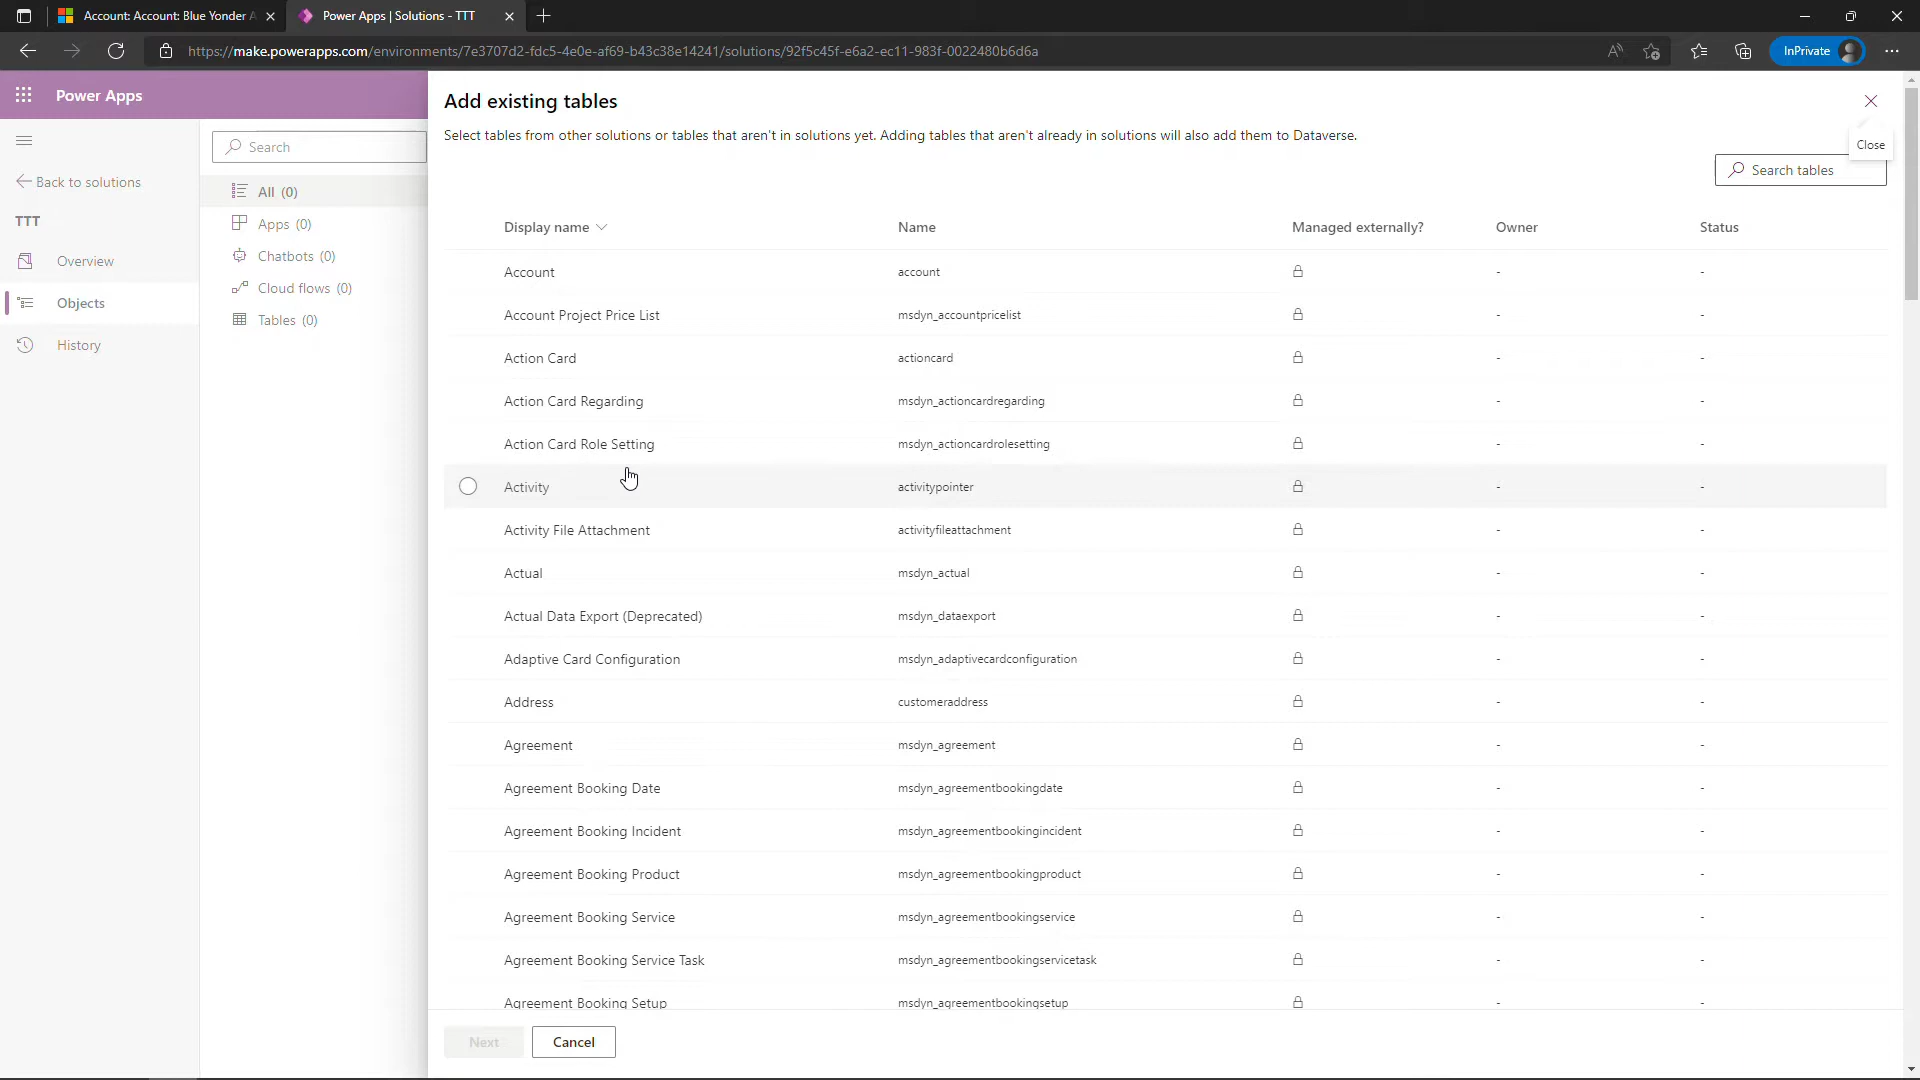 Account: Account: Blue Yonder A
Power Apps | Solutions - TTT
https://make.powerapps.com/environments/7e3707d2-fdc5-4e0e-af69-b43c38e14241/solutions/92f5c45f-e6a2-ec11-983f-0022480b6d6a
InPrivate
Power Apps
Back to solutions
TTT
Overview
Objects
History
Search
All (0)
Apps (0)
Chatbots (0)
Cloud flows (0)
Tables (0)
Add existing tables
Select tables from other solutions or tables that aren't in solutions yet. Adding tables that aren't already in solutions will also add them to Dataverse.
Close
Search tables
Display name Name Managed externally? Owner Status
Account account - -
Account Project Price List msdyn_accountpricelist - -
Action Card actioncard - -
Action Card Regarding msdyn_actioncardregarding - -
Action Card Role Setting msdyn_actioncardrolesetting - -
Activity activitypointer - -
Activity File Attachment activityfileattachment - -
Actual msdyn_actual - -
Actual Data Export (Deprecated) msdyn_dataexport - -
Adaptive Card Configuration msdyn_adaptivecardconfiguration - -
Address customeraddress - -
Agreement msdyn_agreement - -
Agreement Booking Date msdyn_agreementbookingdate - -
Agreement Booking Incident msdyn_agreementbookingincident - -
Agreement Booking Product msdyn_agreementbookingproduct - -
Agreement Booking Service msdyn_agreementbookingservice - -
Agreement Booking Service Task msdyn_agreementbookingservicetask - -
Agreement Booking Setup msdyn_agreementbookingsetup - -
Next
Cancel